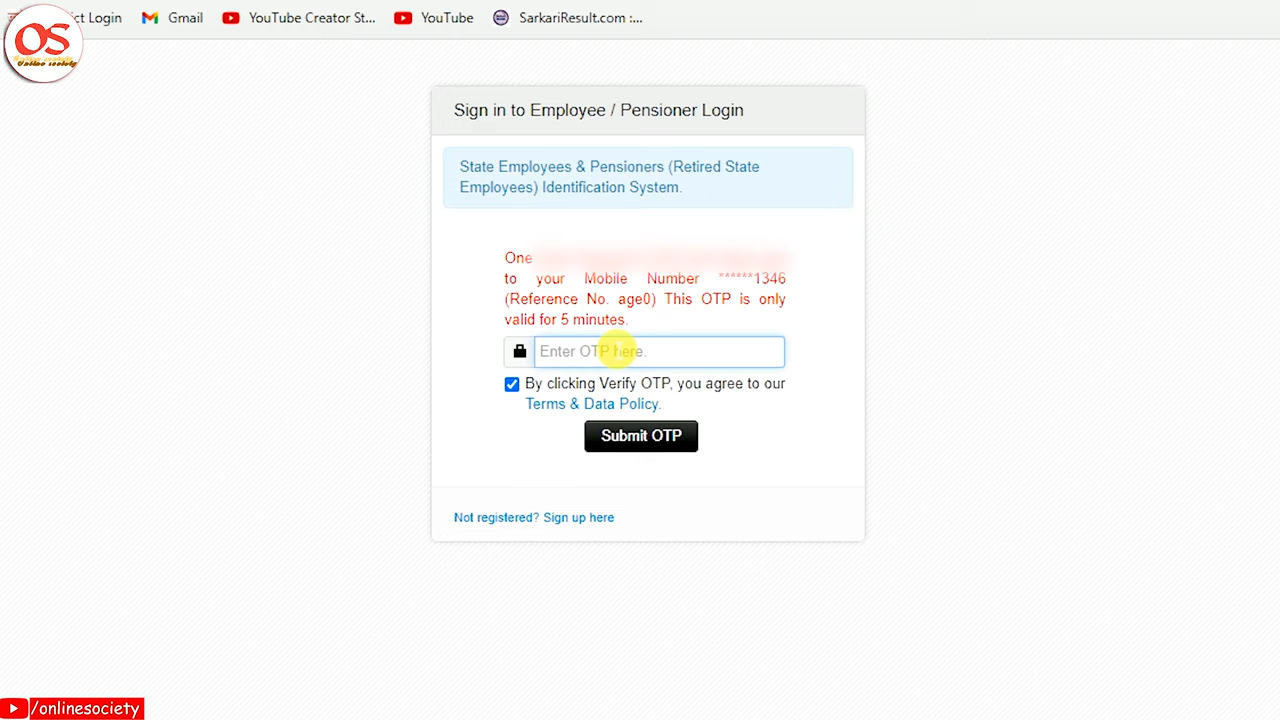 ict Login Gmail YouTube Creator St... YouTube SarkariResult.com :...
OS
Online society
Sign in to Employee / Pensioner Login
State Employees & Pensioners (Retired State
Employees) Identification System.
One
to your Mobile Number ******1346
(Reference No. age0) This OTP is only
valid for 5 minutes.
Enter OTP here.
By clicking Verify OTP, you agree to our
Terms & Data Policy.
Submit OTP
Not registered? Sign up here
/onlinesociety